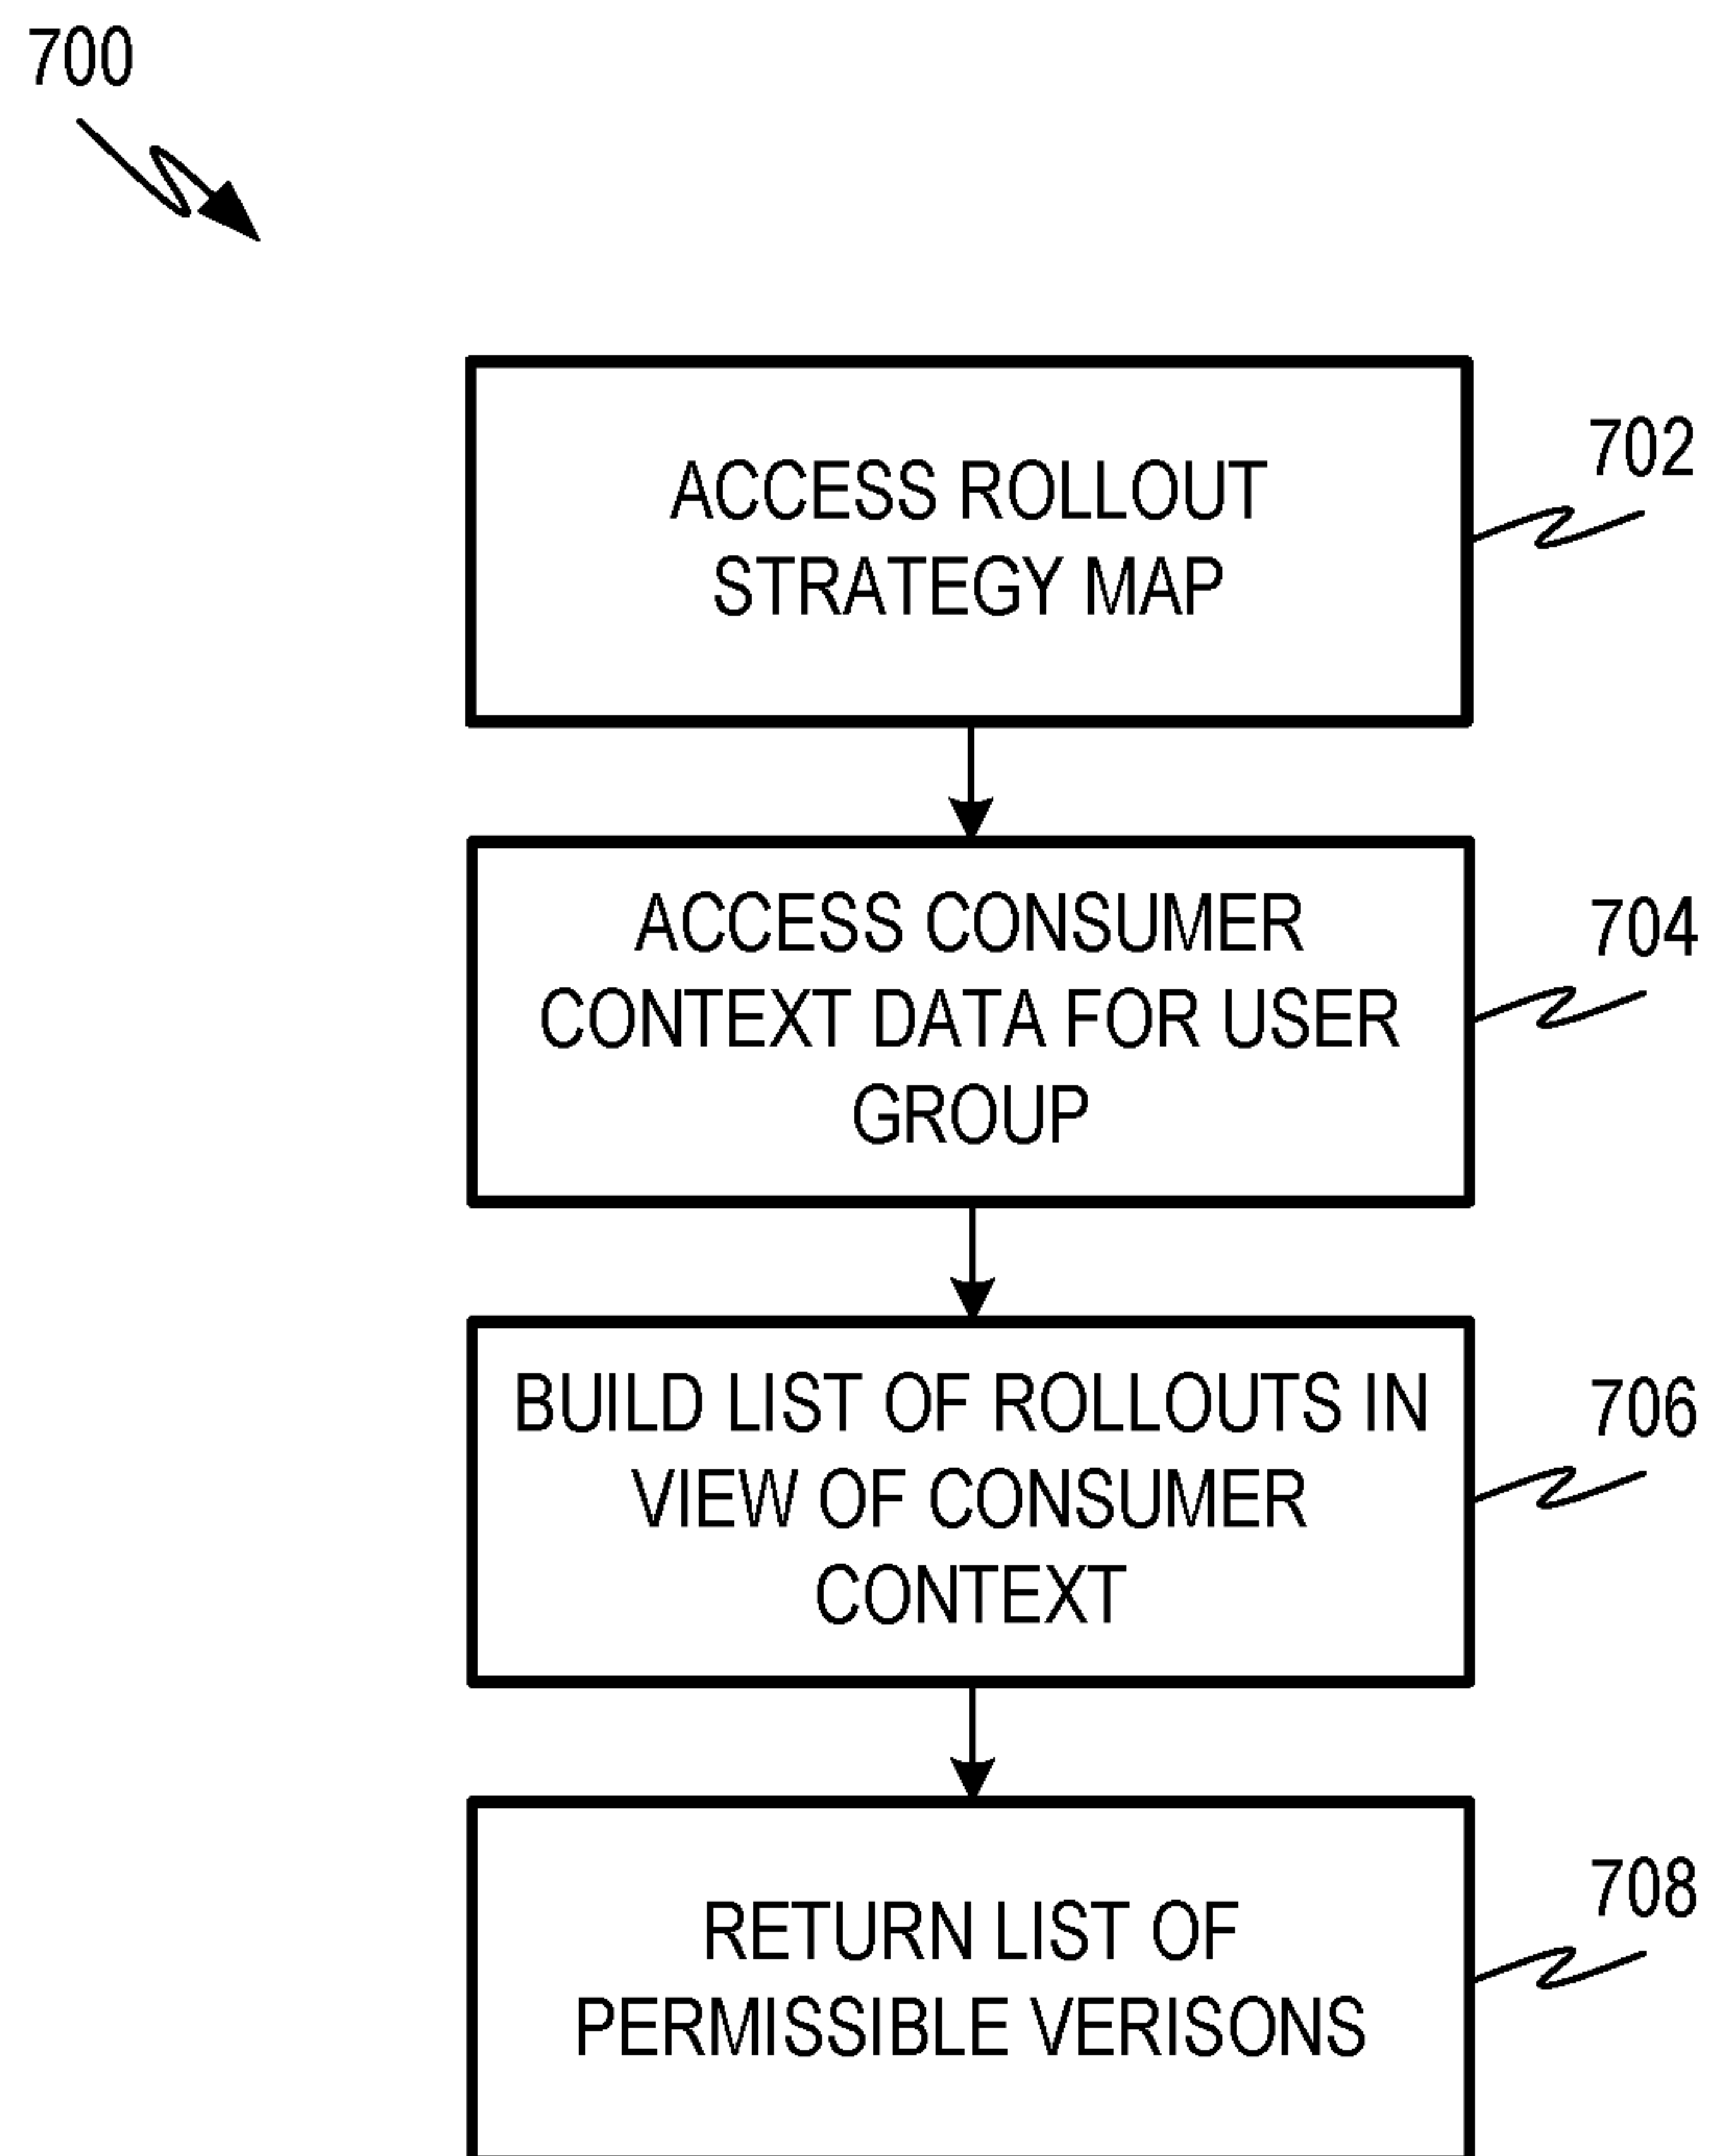 700
ACCESS ROLLOUT
STRATEGY MAP
702
ACCESS CONSUMER
CONTEXT DATA FOR USER
GROUP
704
BUILD LIST OF ROLLOUTS IN
VIEW OF CONSUMER
CONTEXT
706
RETURN LIST OF
PERMISSIBLE VERISONS
708